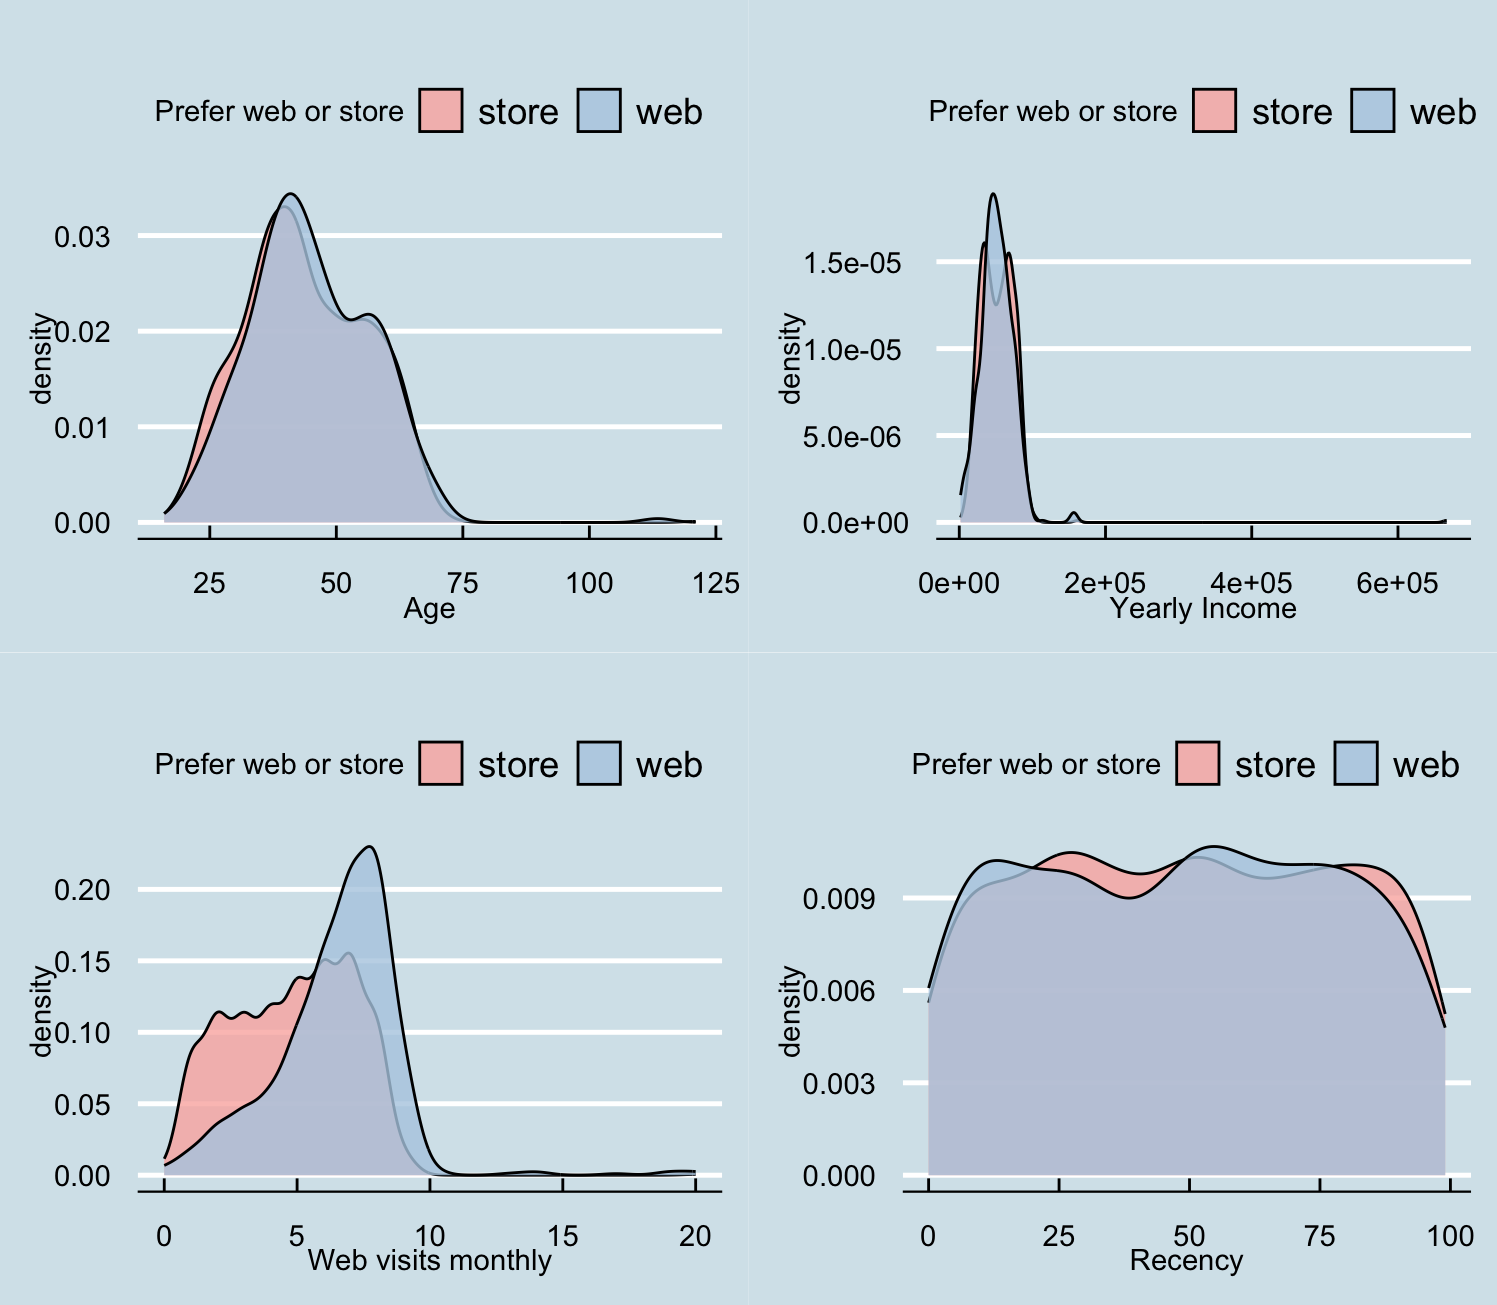 Prefer web or store store web
0.03
0.02
0.01
0.00
density
25 50 75 100 125
Age
Prefer web or store store web
1.5e-05
1.0e-05
5.0e-06
0.0e+00
density
0e+00 2e+05 4e+05 6e+05
Yearly Income
Prefer web or store store web
0.20
0.15
0.10
0.05
0.00
density
0 5 10 15 20
Web visits monthly
Prefer web or store store web
0.009
0.006
0.003
0.000
density
0 25 50 75 100
Recency